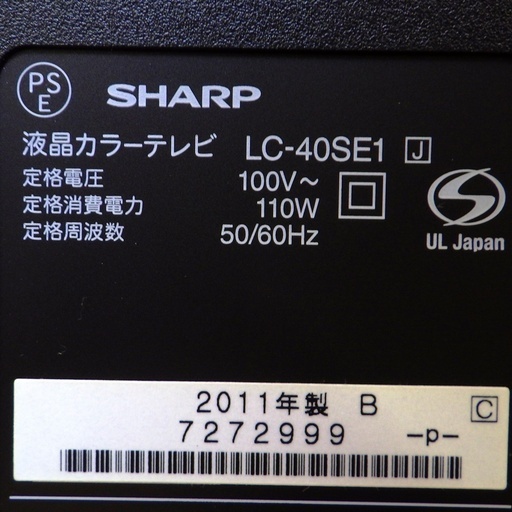 PSE SHARP
液晶カラーテレビ LC-40SE1 J
定格電圧 100V～
定格消費電力 110W
定格周波数 50/60Hz
UL Japan
2011年製 B C
7272999 -p-